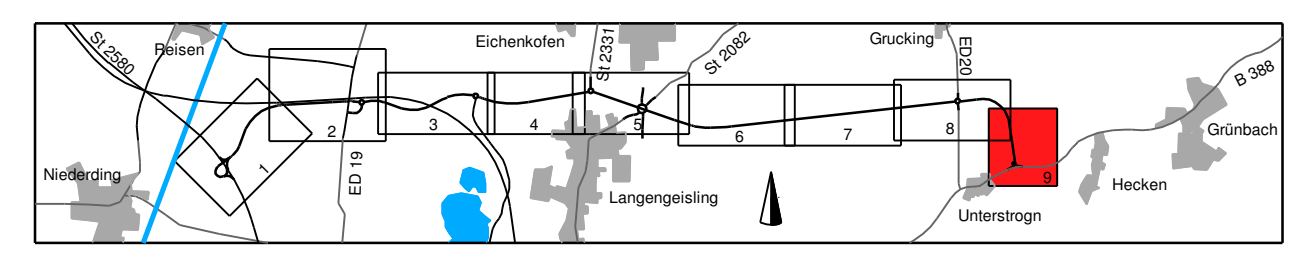 St 2580
Reisen
Eichenkofen
St 2331
St 2082
Grucking
ED20
B 388
Grünbach
1
2
3
4
5
6
7
8
9
ED 19
Niederding
Langengeisling
Unterstrogn
Hecken